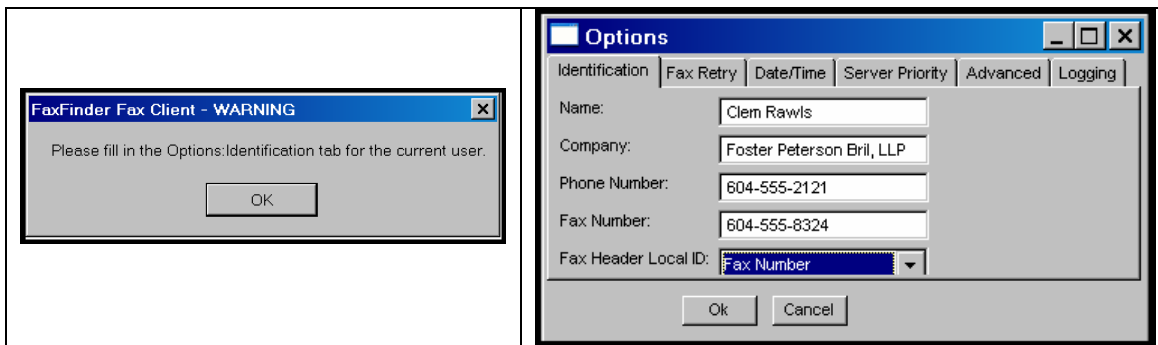 FaxFinder Fax Client - WARNING
Please fill in the Options:Identification tab for the current user.
OK
Options
Identification Fax Retry Date/Time Server Priority Advanced Logging
Name: Clem Rawls
Company: Foster Peterson Bril, LLP
Phone Number: 604-555-2121
Fax Number: 604-555-8324
Fax Header Local ID: Fax Number
Ok Cancel